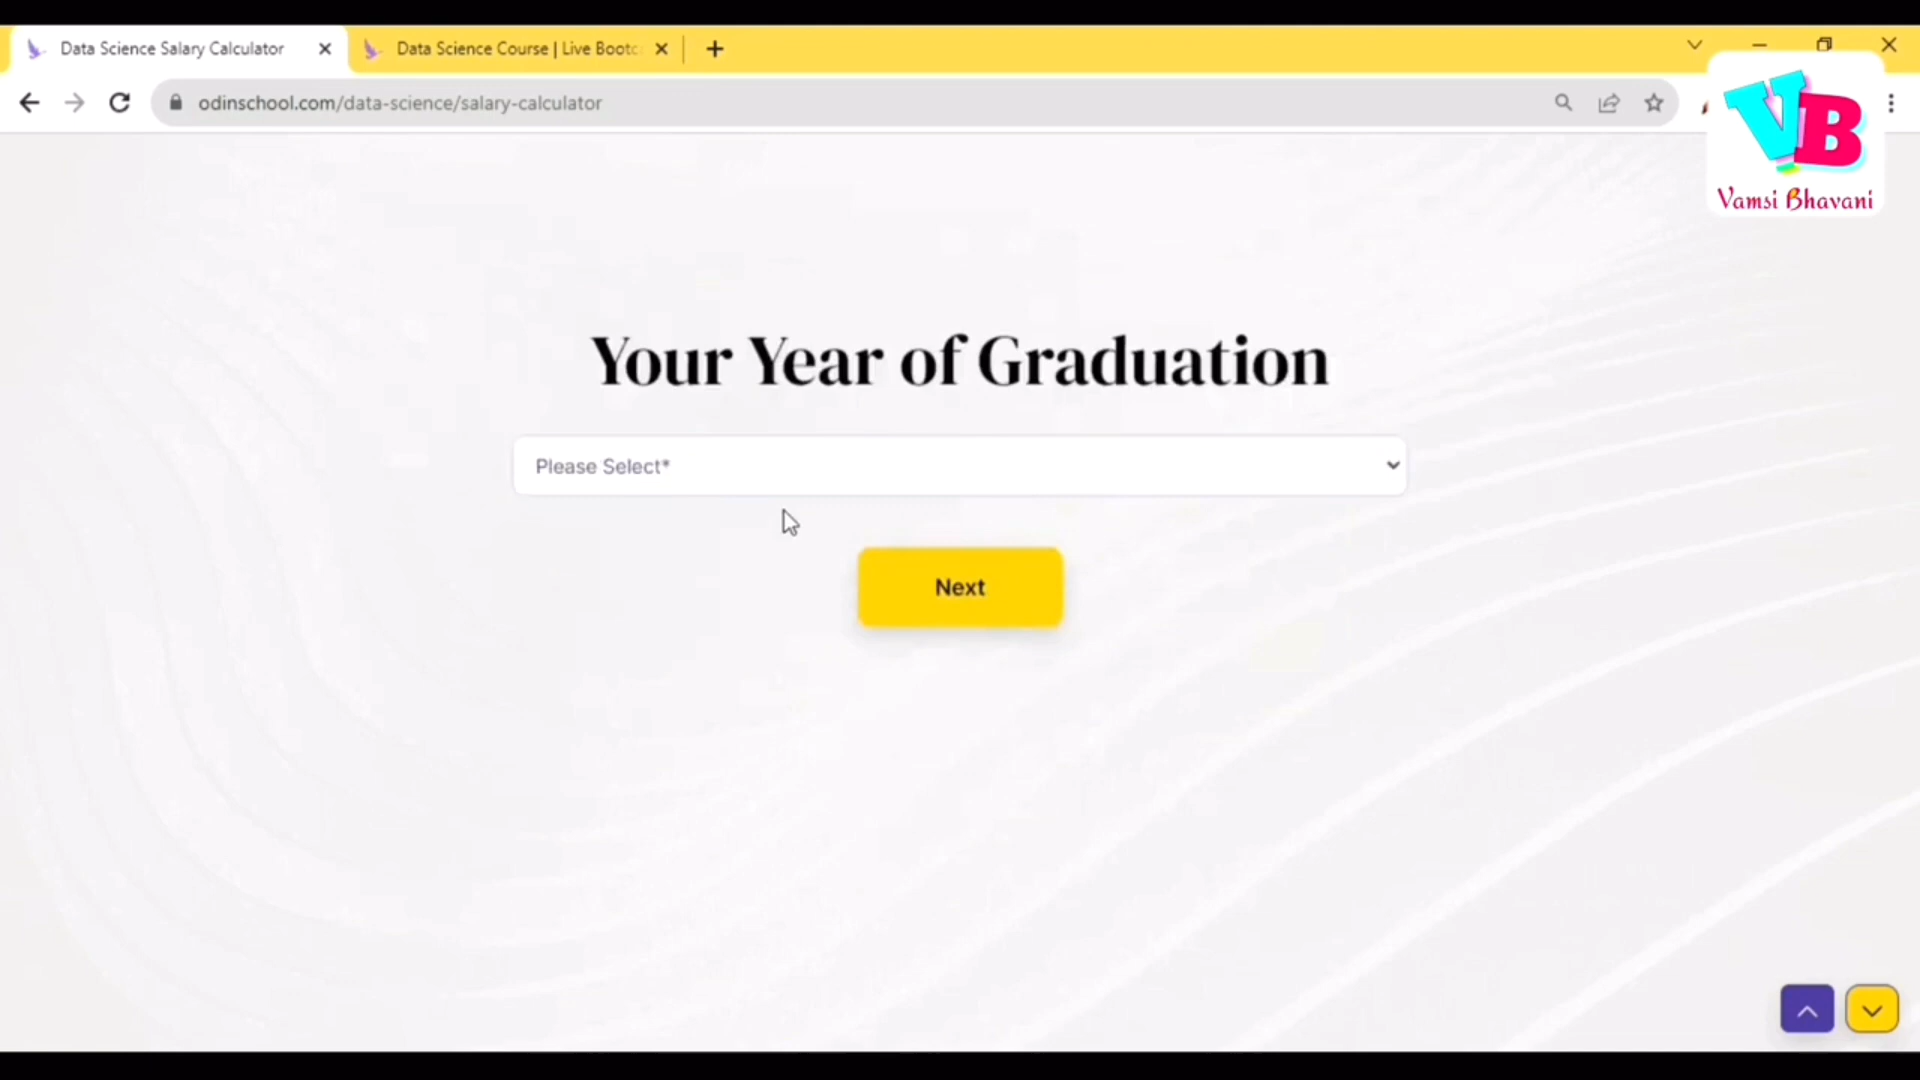 Data Science Salary Calculator
Data Science Course | Live Bootc
odinschool.com/data-science/salary-calculator
VB
Vamsi Bhavani
Your Year of Graduation
Please Select*
Next